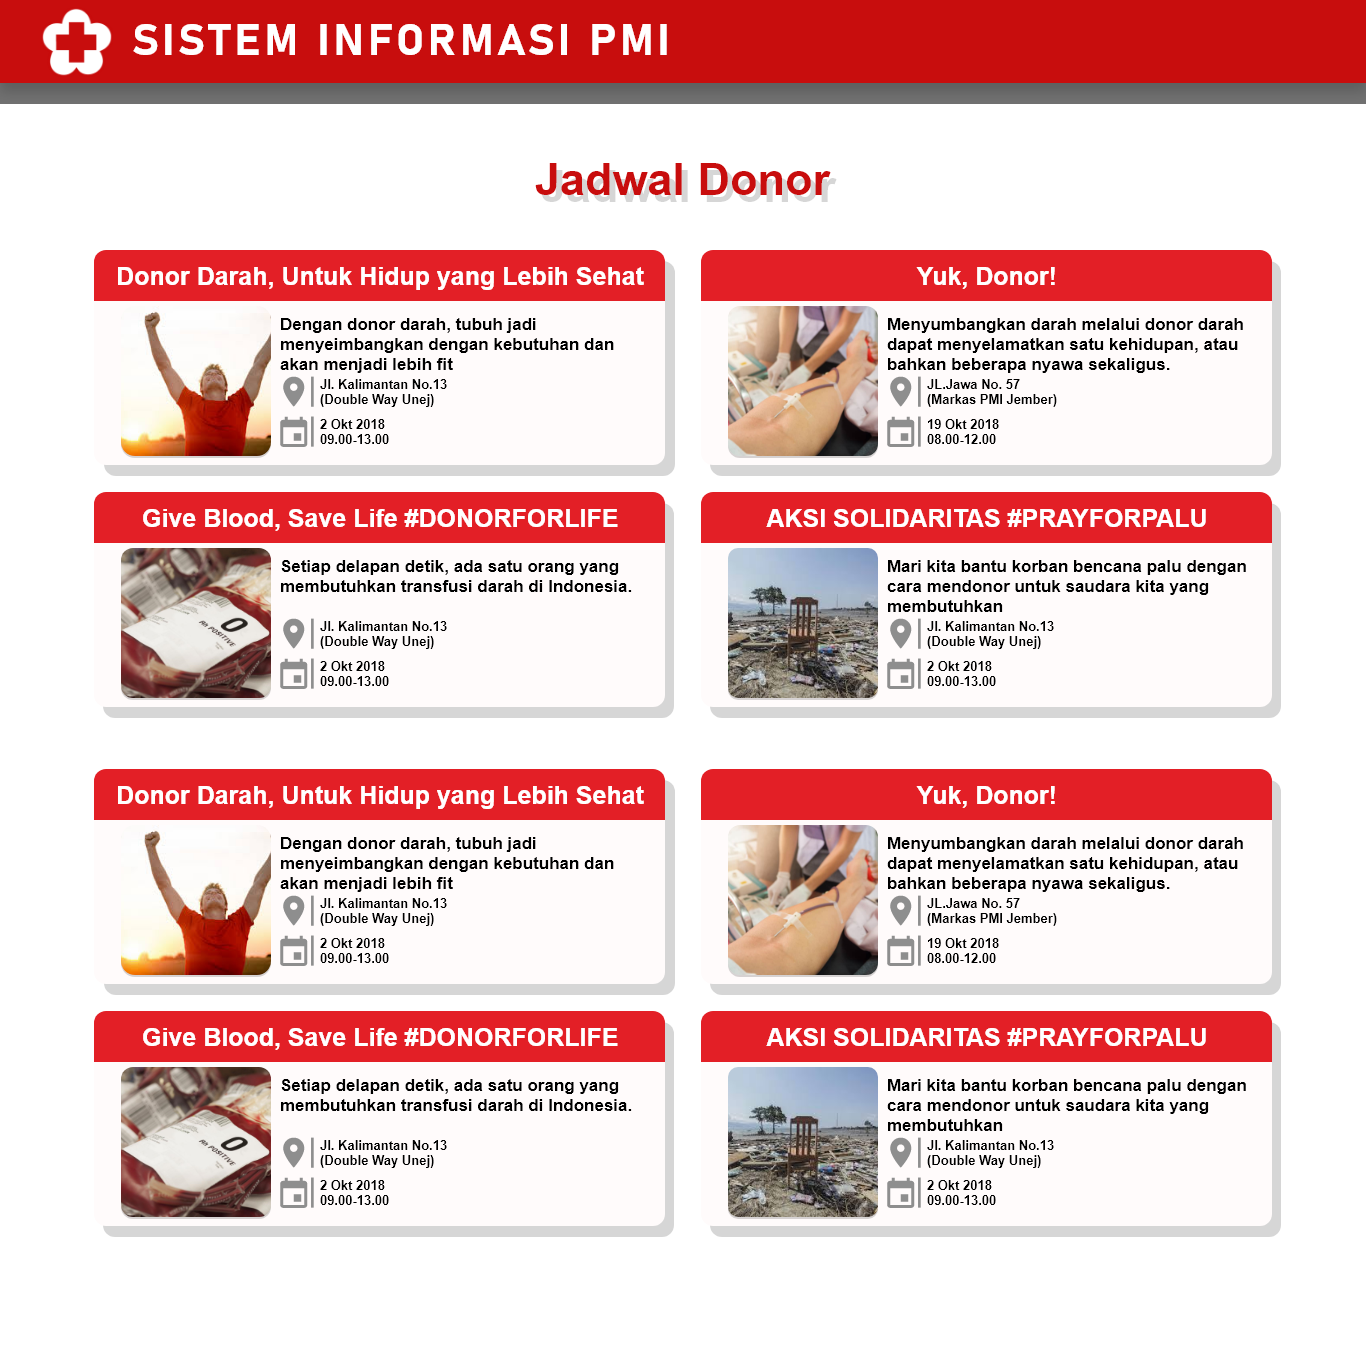 SISTEM INFORMASI PMI
Jadwal Donor
Donor Darah, Untuk Hidup yang Lebih Sehat
Dengan donor darah, tubuh jadi
menyeimbangkan dengan kebutuhan dan
akan menjadi lebih fit
Jl. Kalimantan No.13
(Double Way Unej)
2 Okt 2018
09.00-13.00
Yuk, Donor!
Menyumbangkan darah melalui donor darah
dapat menyelamatkan satu kehidupan, atau
bahkan beberapa nyawa sekaligus.
JL.Jawa No. 57
(Markas PMI Jember)
19 Okt 2018
08.00-12.00
Give Blood, Save Life #DONORFORLIFE
O
Rh POSITIVE
Setiap delapan detik, ada satu orang yang
membutuhkan transfusi darah di Indonesia.
Jl. Kalimantan No.13
(Double Way Unej)
2 Okt 2018
09.00-13.00
AKSI SOLIDARITAS #PRAYFORPALU
Mari kita bantu korban bencana palu dengan
cara mendonor untuk saudara kita yang
membutuhkan
Jl. Kalimantan No.13
(Double Way Unej)
2 Okt 2018
09.00-13.00
Donor Darah, Untuk Hidup yang Lebih Sehat
Dengan donor darah, tubuh jadi
menyeimbangkan dengan kebutuhan dan
akan menjadi lebih fit
Jl. Kalimantan No.13
(Double Way Unej)
2 Okt 2018
09.00-13.00
Yuk, Donor!
Menyumbangkan darah melalui donor darah
dapat menyelamatkan satu kehidupan, atau
bahkan beberapa nyawa sekaligus.
JL.Jawa No. 57
(Markas PMI Jember)
19 Okt 2018
08.00-12.00
Give Blood, Save Life #DONORFORLIFE
O
Rh POSITIVE
Setiap delapan detik, ada satu orang yang
membutuhkan transfusi darah di Indonesia.
Jl. Kalimantan No.13
(Double Way Unej)
2 Okt 2018
09.00-13.00
AKSI SOLIDARITAS #PRAYFORPALU
Mari kita bantu korban bencana palu dengan
cara mendonor untuk saudara kita yang
membutuhkan
Jl. Kalimantan No.13
(Double Way Unej)
2 Okt 2018
09.00-13.00